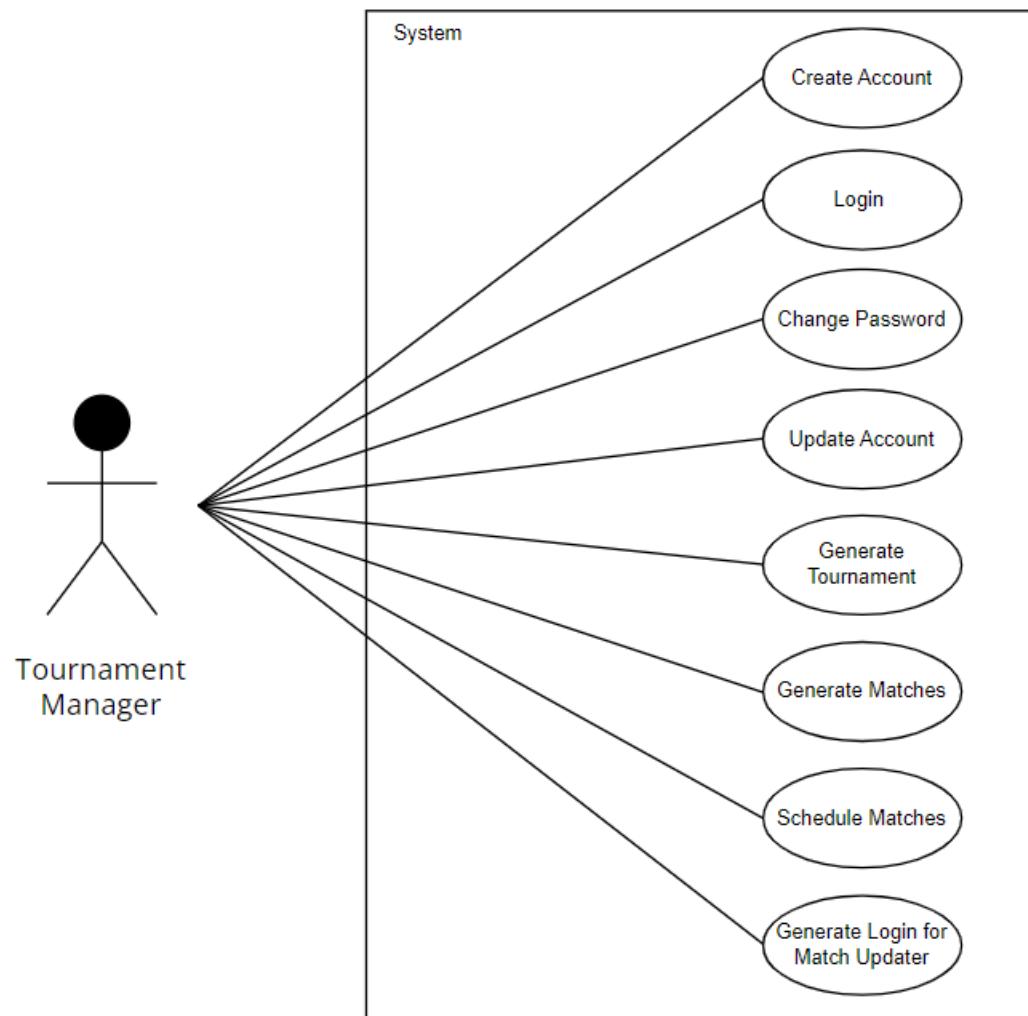 System
Create Account
Login
Change Password
Update Account
Generate
Tournament
Generate Matches
Schedule Matches
Generate Login for
Match Updater
Tournament
Manager